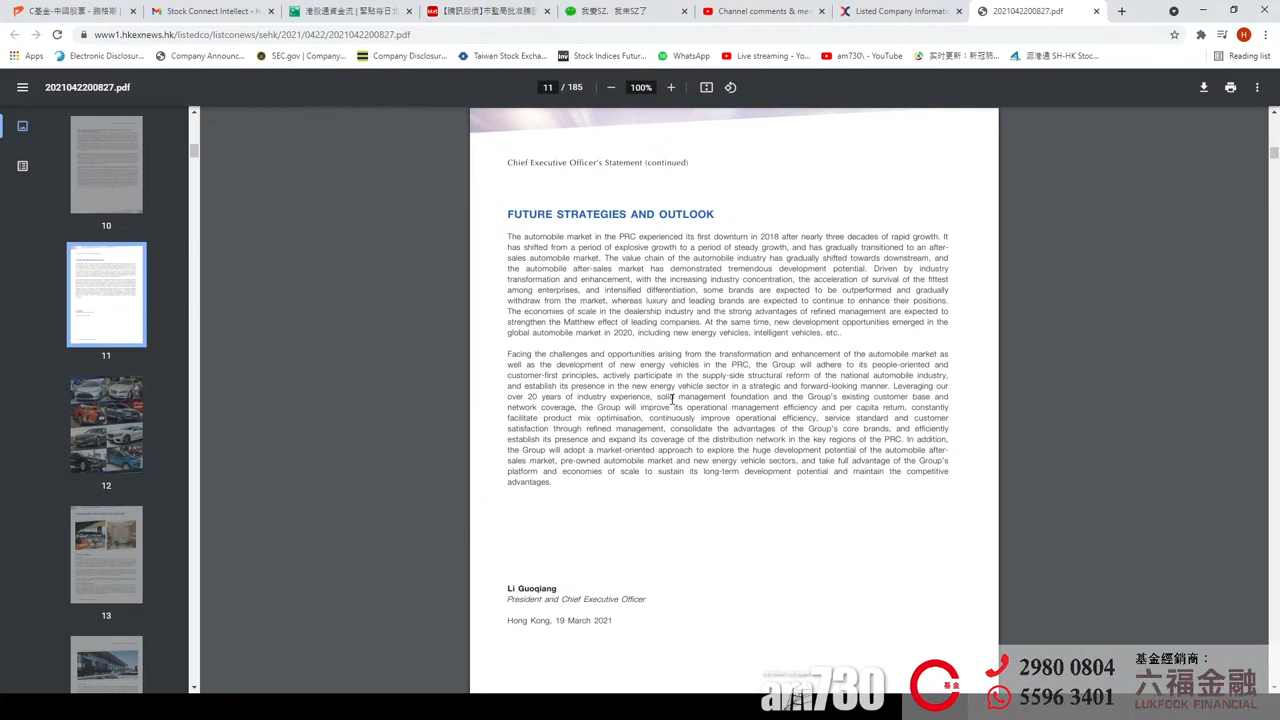 C基金-中國股票 - 鵬格斯
Stock Connect Intellect - h
港股通資金流 | 緊貼每日北
【騰訊股價】市監局批准騰訊
我愛SZ, 我樂SZ了
Channel comments & me
Listed Company Informati
2021042200827.pdf
www1.hkexnews.hk/listedco/listconews/sehk/2021/0422/2021042200827.pdf
Apps
Electronic Disclosur...
Company Announc...
SEC.gov | Company...
Company Disclosur...
Taiwan Stock Excha...
Stock Indices Futur...
WhatsApp
Live streaming - Yo...
am730\ - YouTube
实时更新：新冠肺...
滬港通 SH-HK Stoc...
Reading list
2021042200827.pdf
11 / 185
100%
10
11
12
13
Chief Executive Officer's Statement (continued)
FUTURE STRATEGIES AND OUTLOOK
The automobile market in the PRC experienced its first downturn in 2018 after nearly three decades of rapid growth. It
has shifted from a period of explosive growth to a period of steady growth, and has gradually transitioned to an after-
sales automobile market. The value chain of the automobile industry has gradually shifted towards downstream, and
the automobile after-sales market has demonstrated tremendous development potential. Driven by industry
transformation and enhancement, with the increasing industry concentration, the acceleration of survival of the fittest
among enterprises, and intensified differentiation, some brands are expected to be outperformed and gradually
withdraw from the market, whereas luxury and leading brands are expected to continue to enhance their positions.
The economies of scale in the dealership industry and the strong advantages of refined management are expected to
strengthen the Matthew effect of leading companies. At the same time, new development opportunities emerged in the
global automobile market in 2020, including new energy vehicles, intelligent vehicles, etc..
Facing the challenges and opportunities arising from the transformation and enhancement of the automobile market as
well as the development of new energy vehicles in the PRC, the Group will adhere to its people-oriented and
customer-first principles, actively participate in the supply-side structural reform of the national automobile industry,
and establish its presence in the new energy vehicle sector in a strategic and forward-looking manner. Leveraging our
over 20 years of industry experience, solid management foundation and the Group's existing customer base and
network coverage, the Group will improve its operational management efficiency and per capita return, constantly
facilitate product mix optimisation, continuously improve operational efficiency, service standard and customer
satisfaction through refined management, consolidate the advantages of the Group's core brands, and efficiently
establish its presence and expand its coverage of the distribution network in the key regions of the PRC. In addition,
the Group will adopt a market-oriented approach to explore the huge development potential of the automobile after-
sales market, pre-owned automobile market and new energy vehicle sectors, and take full advantage of the Group's
platform and economies of scale to sustain its long-term development potential and maintain the competitive
advantages.
Li Guoqiang
President and Chief Executive Officer
Hong Kong, 19 March 2021
am730
基金
2980 0804
5596 3401
基金經銷商：
六福金融
LUKFOOK FINANCIAL